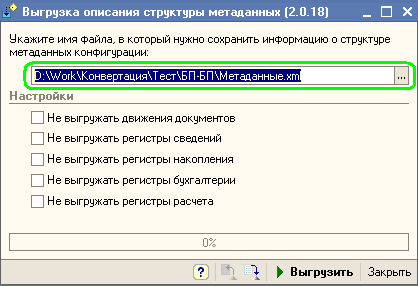 Выгрузка описания структуры метаданных (2.0.18)
Укажите имя файла, в который нужно сохранить информацию о структуре
метаданных конфигурации:
D:\Work\Конвертация\Тест\БП-БП\Метаданные.xml
...
Настройки
Не выгружать движения документов
Не выгружать регистры сведений
Не выгружать регистры накопления
Не выгружать регистры бухгалтерии
Не выгружать регистры расчета
0%
? Выгрузить Закрыть